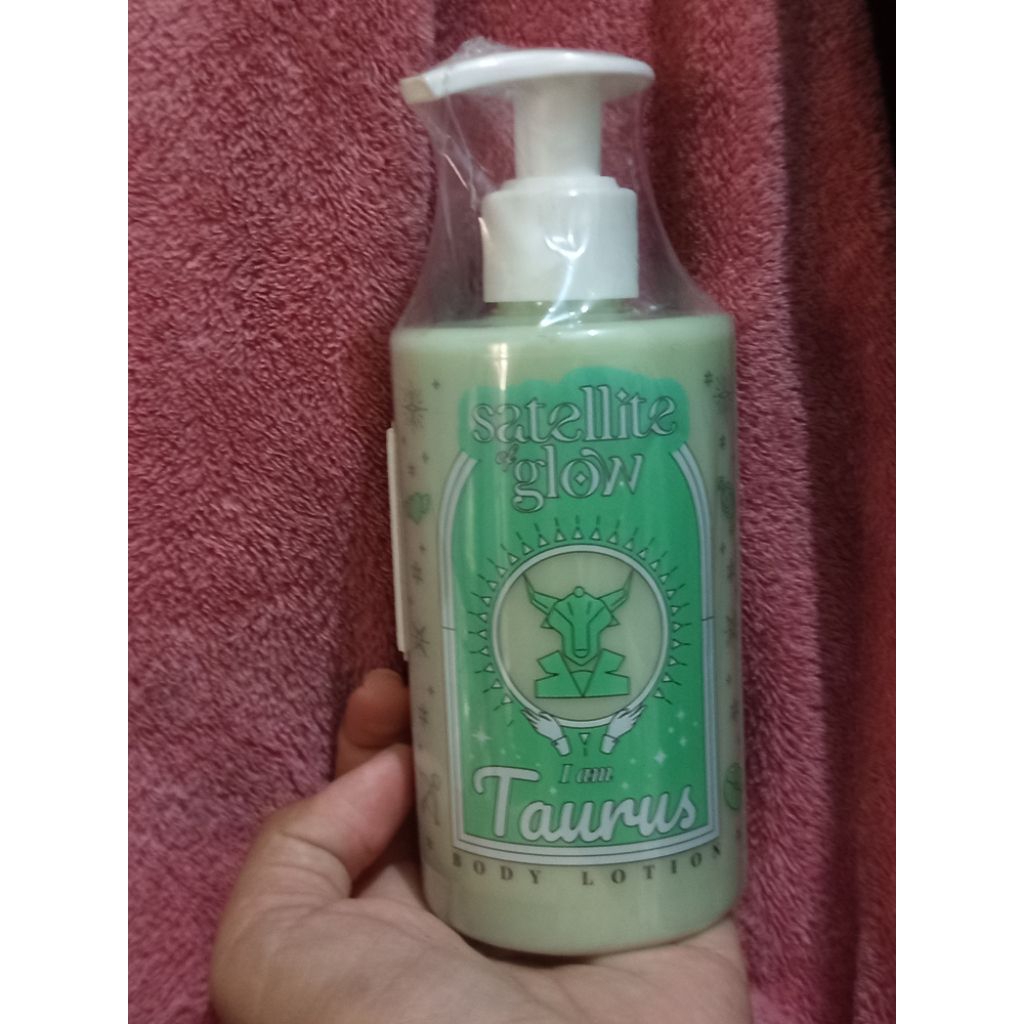 satellite
of
glow
I am
Taurus
BODY LOTION